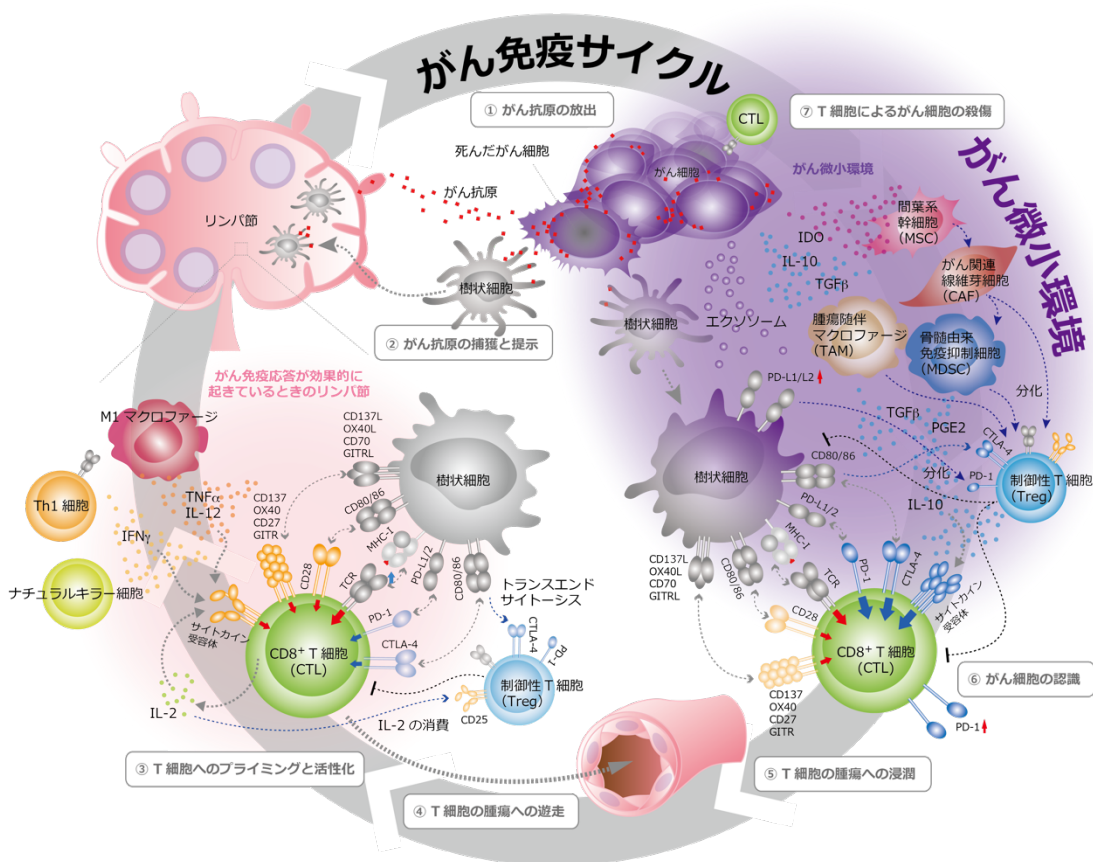 がん免疫サイクル
① がん抗原の放出
⑦ T 細胞によるがん細胞の殺傷
CTL
死んだがん細胞
がん細胞
がん微小環境
がん微小環境
がん抗原
リンパ節
間葉系
幹細胞
(MSC)
IDO
IL-10
TGFβ
がん関連
線維芽細胞
(CAF)
樹状細胞
樹状細胞
エクソソーム
腫瘍随伴
マクロファージ
(TAM)
骨髄由来
免疫抑制細胞
(MDSC)
② がん抗原の捕獲と提示
がん免疫応答が効果的に
起きているときのリンパ節
PD-L1/L2
分化
M1 マクロファージ
CD137L
OX40L
CD70
GITRL
TGFβ
PGE2
CTLA-4
CD80/86
樹状細胞
樹状細胞
分化
PD-1
制御性 T 細胞
(Treg)
Th1 細胞
TNFα
IL-12
CD137
OX40
CD27
GITR
CD80/86
PD-L1/2
IL-10
IFNγ
MHC-I
MHC-I
CD28
TCR
PD-L1/2
CD80/86
CD137L
OX40L
CD70
GITRL
CD80/86
TCR
PD-1
CTLA-4
ナチュラルキラー細胞
トランスエンド
サイトーシス
サイトカイン
受容体
PD-1
CD28
サイトカイン
受容体
CTLA-4
CTLA-4
PD-1
CD8⁺ T 細胞
(CTL)
CD8⁺ T 細胞
(CTL)
制御性 T 細胞
(Treg)
⑥ がん細胞の認識
IL-2
IL-2 の消費
CD25
CD137
OX40
CD27
GITR
PD-1
③ T 細胞へのプライミングと活性化
⑤ T 細胞の腫瘍への浸潤
④ T 細胞の腫瘍への遊走